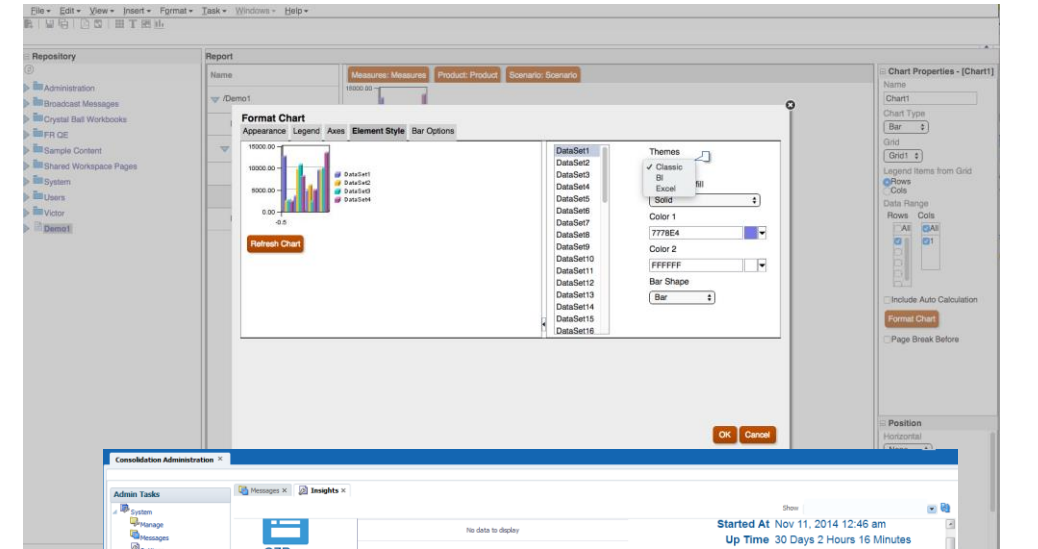 File Edit View Insert Format Task Windows Help
Repository
Administration
Broadcast Messages
Crystal Ball Workbooks
FR QE
Sample Content
Shared Workspace Pages
System
Users
Victor
Demo1
Report
Name
Measures: Measures Product: Product Scenario: Scenario
/Demo1
15000.00
Format Chart
Appearance Legend Axes Element Style Bar Options
15000.00
10000.00
5000.00
0.00
-0.5
DataSet1
DataSet2
DataSet3
DataSet4
Refresh Chart
DataSet1
DataSet2
DataSet3
DataSet4
DataSet5
DataSet6
DataSet7
DataSet8
DataSet9
DataSet10
DataSet11
DataSet12
DataSet13
DataSet14
DataSet15
DataSet16
Themes
✓ Classic
BI
Excel
fill
Solid
Color 1
7778E4
Color 2
FFFFFF
Bar Shape
Bar
OK Cancel
Chart Properties - [Chart1]
Name
Chart1
Chart Type
Bar
Grid
Grid1
Legend Items from Grid
Rows
Cols
Data Range
Rows Cols
All All
1
Include Auto Calculation
Format Chart
Page Break Before
Position
Horizontal
None
Consolidation Administration ×
Admin Tasks
System
Manage
Messages
Messages × Insights ×
Show
No data to display
Started At Nov 11, 2014 12:46 am
Up Time 30 Days 2 Hours 16 Minutes